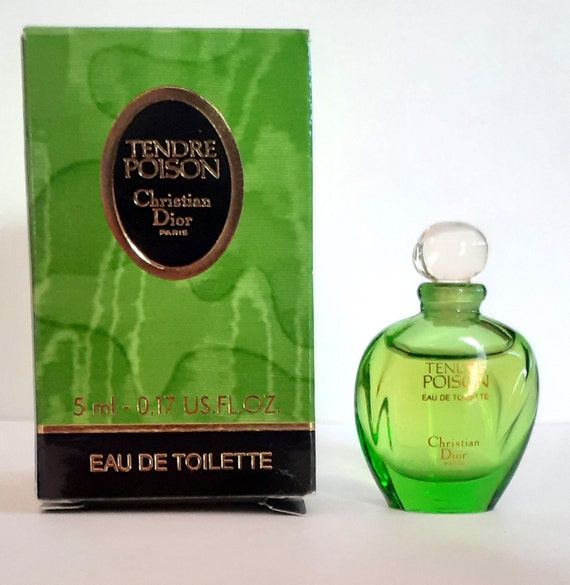 TENDRE
POISON
Christian
Dior
PARIS
5 ml - 0,17 US.FL.OZ.
EAU DE TOILETTE
TENDRE
POISON
EAU DE TOILETTE
Christian
Dior
PARIS